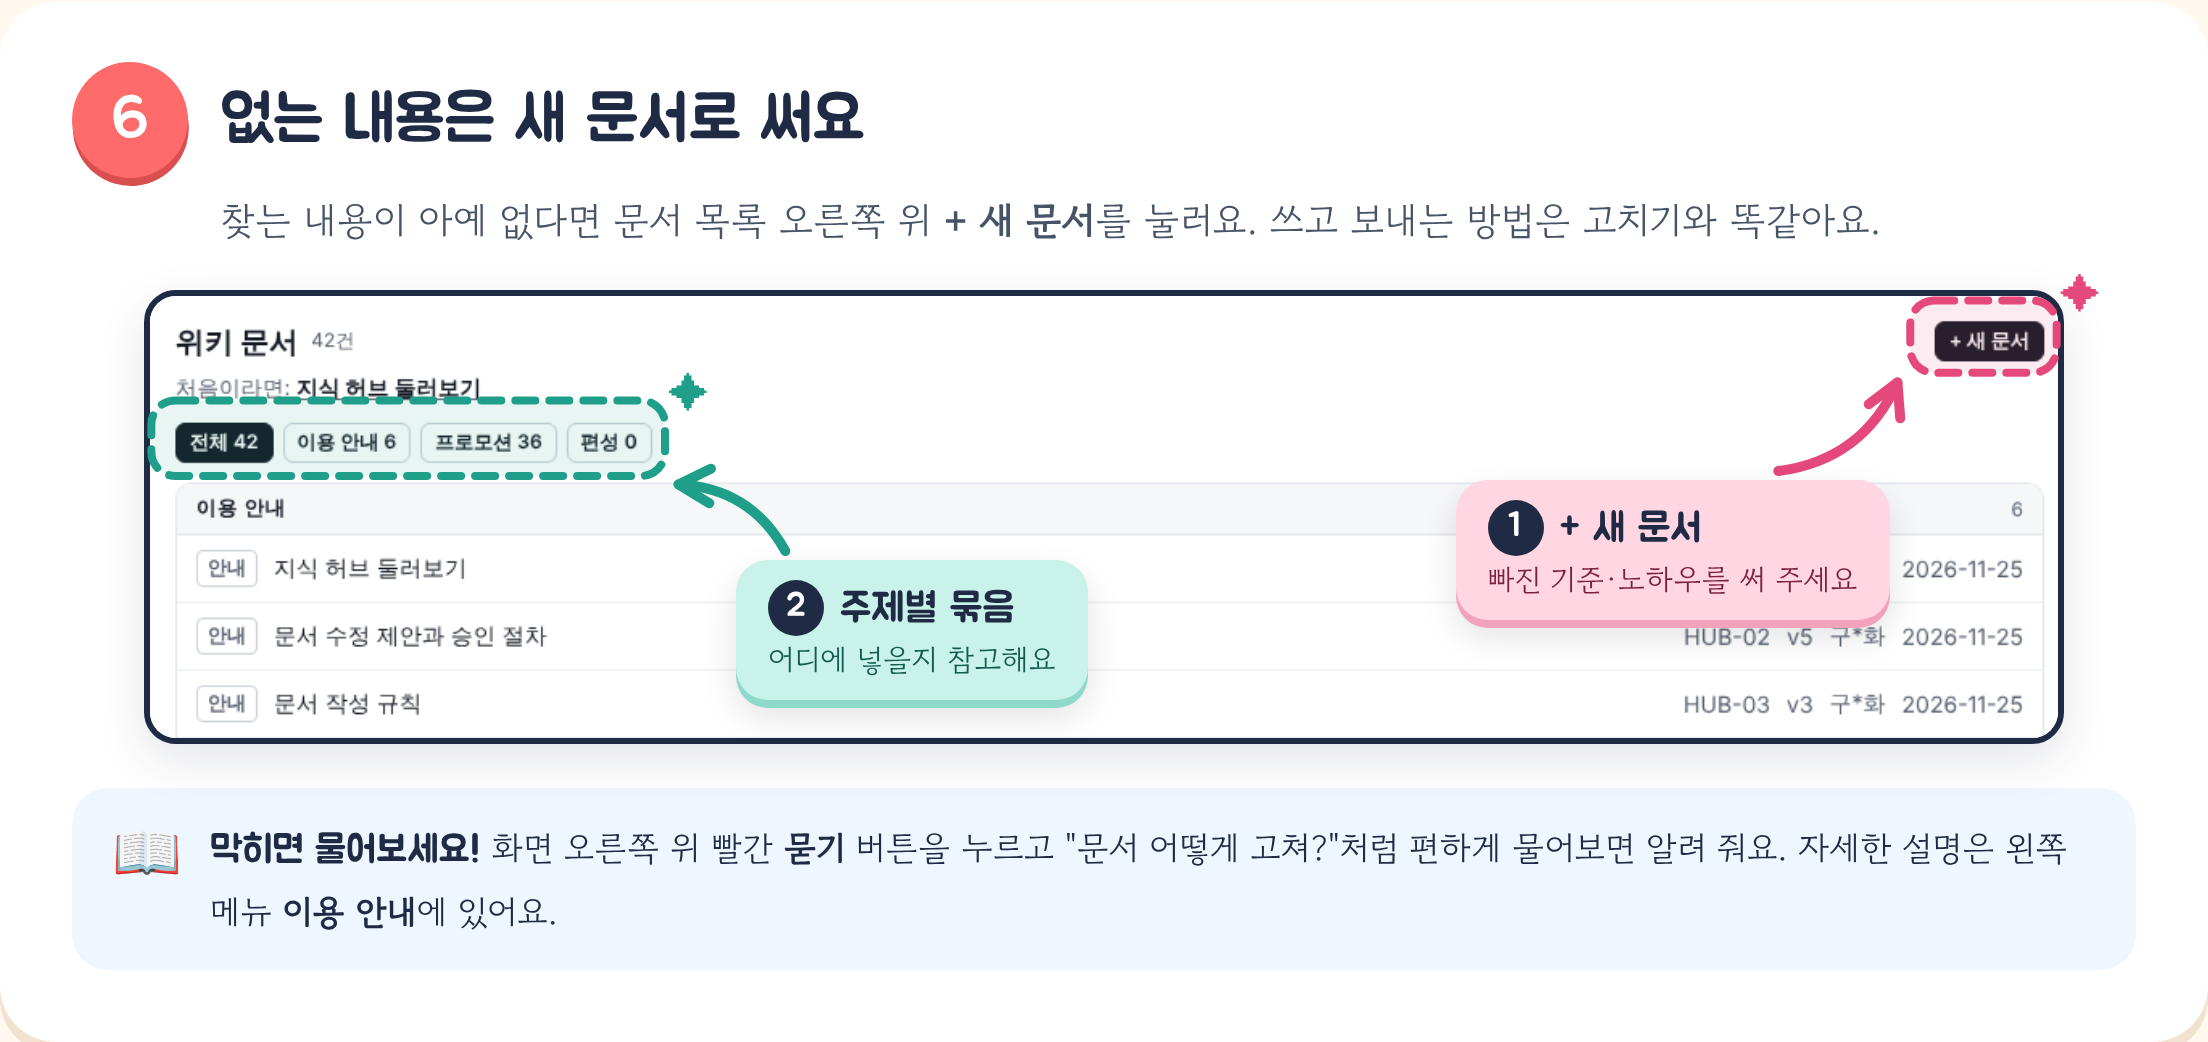 6 없는 내용은 새 문서로 써요
찾는 내용이 아예 없다면 문서 목록 오른쪽 위 + 새 문서를 눌러요. 쓰고 보내는 방법은 고치기와 똑같아요.
위키 문서 42건
+ 새 문서
처음이라면: 지식 허브 둘러보기
전체 42 이용 안내 6 프로모션 36 편성 0
이용 안내 6
안내 지식 허브 둘러보기 2026-11-25
안내 문서 수정 제안과 승인 절차 HUB-02 v5 구*화 2026-11-25
안내 문서 작성 규칙 HUB-03 v3 구*화 2026-11-25
1 + 새 문서
빠진 기준·노하우를 써 주세요
2 주제별 묶음
어디에 넣을지 참고해요
막히면 물어보세요! 화면 오른쪽 위 빨간 묻기 버튼을 누르고 "문서 어떻게 고쳐?"처럼 편하게 물어보면 알려 줘요. 자세한 설명은 왼쪽
메뉴 이용 안내에 있어요.